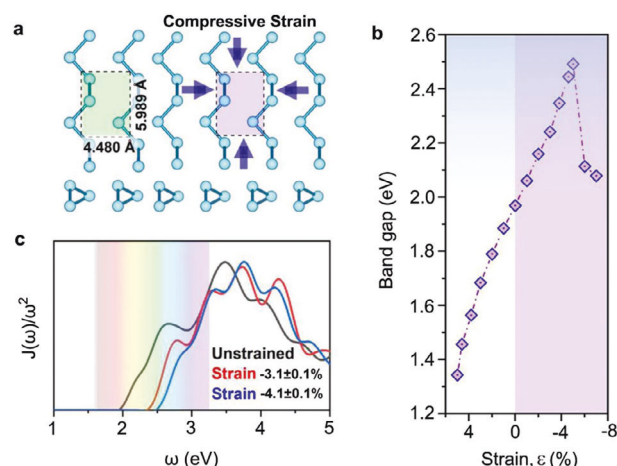 a
Compressive Strain
4.480 Å
5.989 Å
b
Band gap (eV)
2.6
2.4
2.2
2.0
1.8
1.6
1.4
1.2
4
0
-4
-8
Strain, ε (%)
c
J(ω)/ω²
Unstrained
Strain -3.1±0.1%
Strain -4.1±0.1%
1
2
3
4
5
ω (eV)